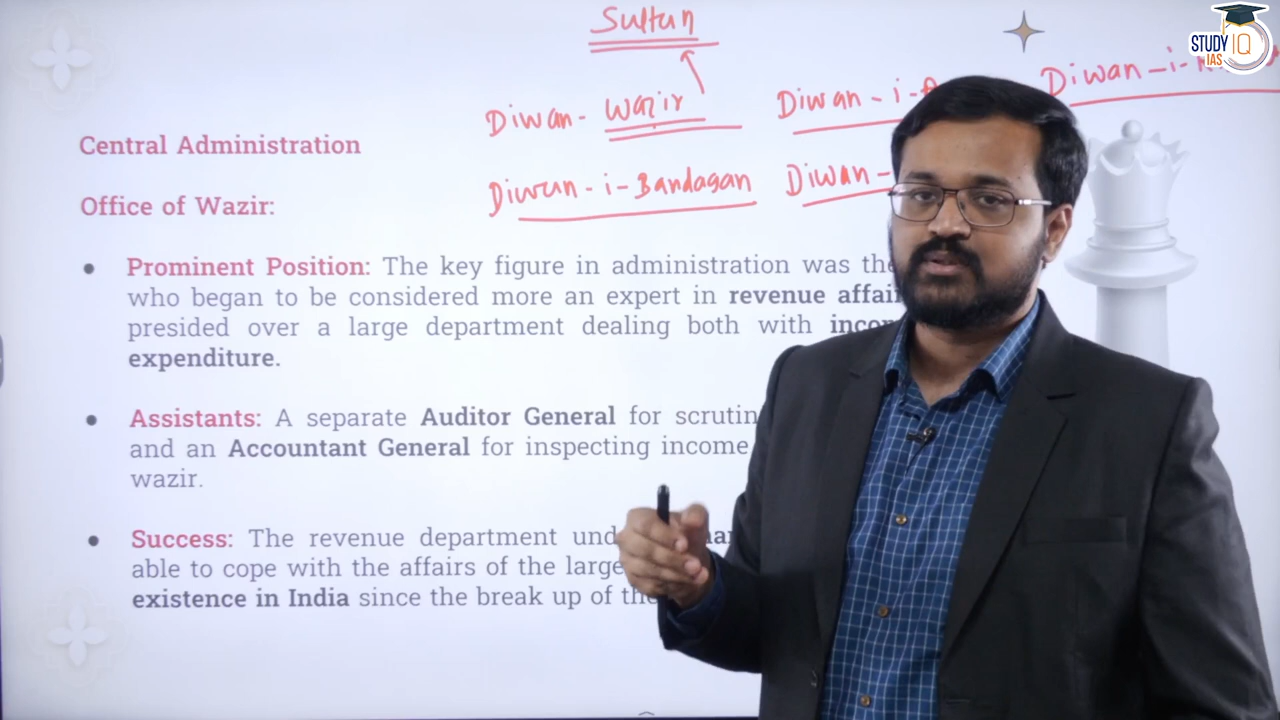 Sultan
STUDY IQ
IAS
Diwan - Wazir
Diwan - i -
Diwan - i -
Central Administration
Diwan - i - Bandagan
Diwan -
Office of Wazir:
Prominent Position: The key figure in administration was the
who began to be considered more an expert in revenue
presided over a large department dealing both with
expenditure.
Assistants: A separate Auditor General for
and an Accountant General for inspecting income
wazir.
Success: The revenue department
able to cope with the affairs of the large
existence in India since the break up of the